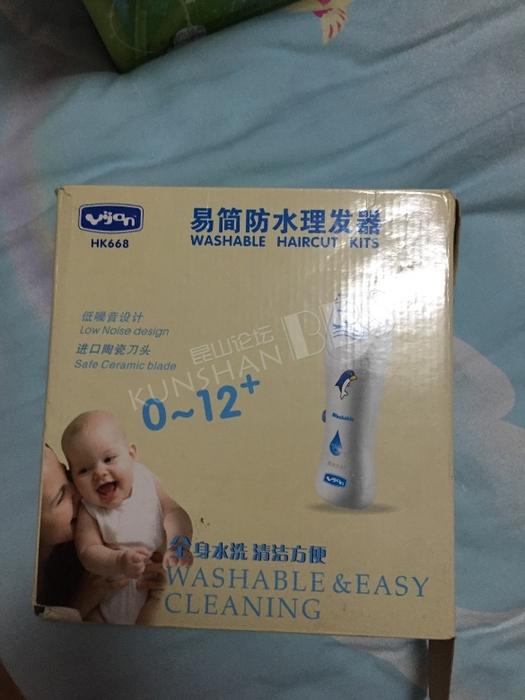 Vijan
HK668
易简防水理发器
WASHABLE HAIRCUT KITS
低噪音设计
Low Noise design
进口陶瓷刀头
Safe Ceramic blade
昆山论坛
KUNSHAN
0~12+
Washable
Vijan
全身水洗 清洁方便
WASHABLE & EASY
CLEANING